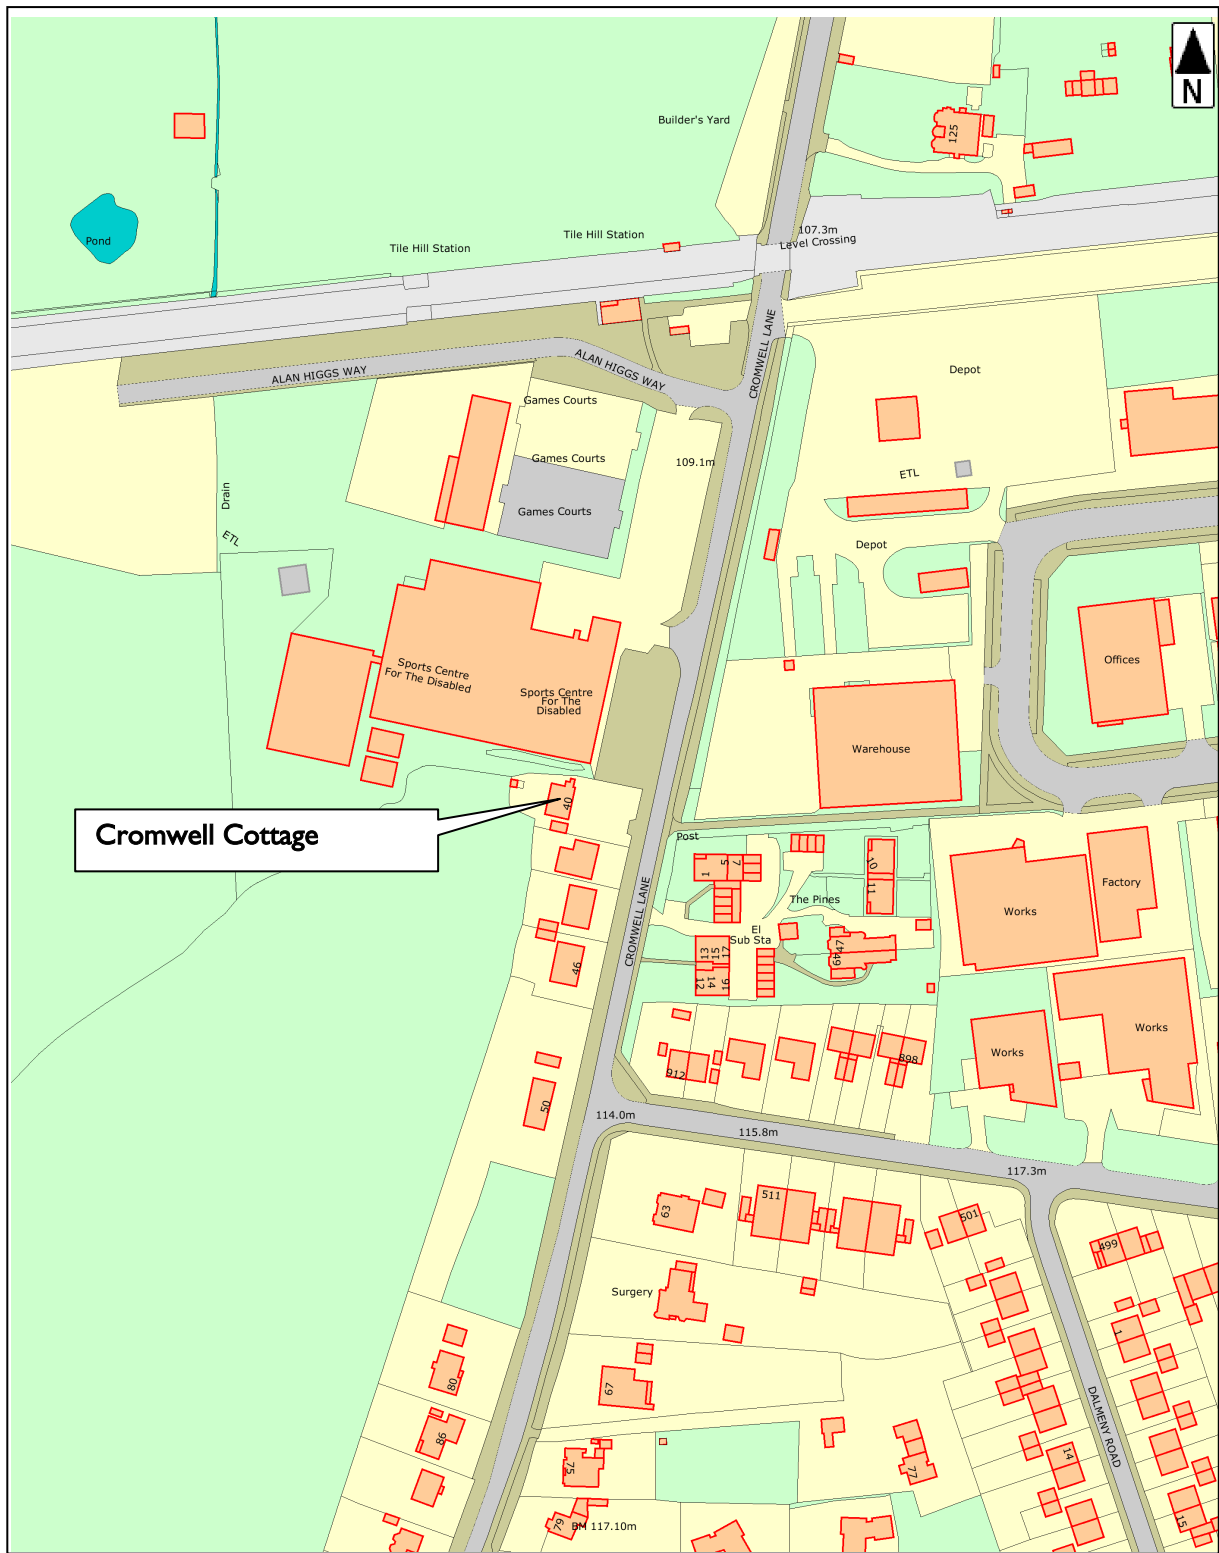 N
Builder's Yard
125
Pond
Tile Hill Station
Tile Hill Station
107.3m
Level Crossing
CROMWELL LANE
ALAN HIGGS WAY
ALAN HIGGS WAY
Depot
Games Courts
Games Courts
109.1m
ETL
Drain
Games Courts
ETL
Depot
Sports Centre
For The Disabled
Offices
Sports Centre
For The
Disabled
Warehouse
40
Cromwell Cottage
Post
1
5
7
10
11
Factory
The Pines
Works
CROMWELL LANE
El
Sub Sta
13
15
17
47
49
46
12
14
16
Works
Works
898
912
50
114.0m
115.8m
117.3m
63
511
501
499
Surgery
1
80
67
DALMENY ROAD
86
14
75
77
79
BM 117.10m
15